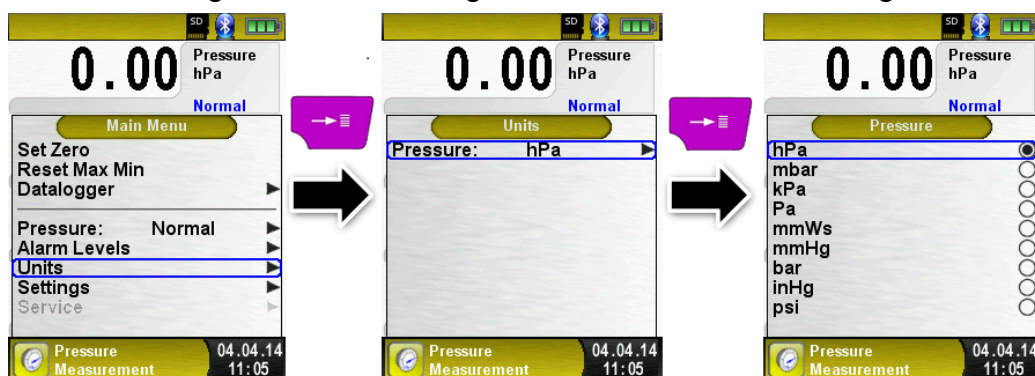 SD
0.00 Pressure
hPa
Normal
Main Menu
Set Zero
Reset Max Min
Datalogger
Pressure: Normal
Alarm Levels
Units
Settings
Service
Pressure
Measurement
04.04.14
11:05
SD
0.00 Pressure
hPa
Normal
Units
Pressure: hPa
Pressure
Measurement
04.04.14
11:05
SD
0.00 Pressure
hPa
Normal
Pressure
hPa
mbar
kPa
Pa
mmWs
mmHg
bar
inHg
psi
Pressure
Measurement
04.04.14
11:05